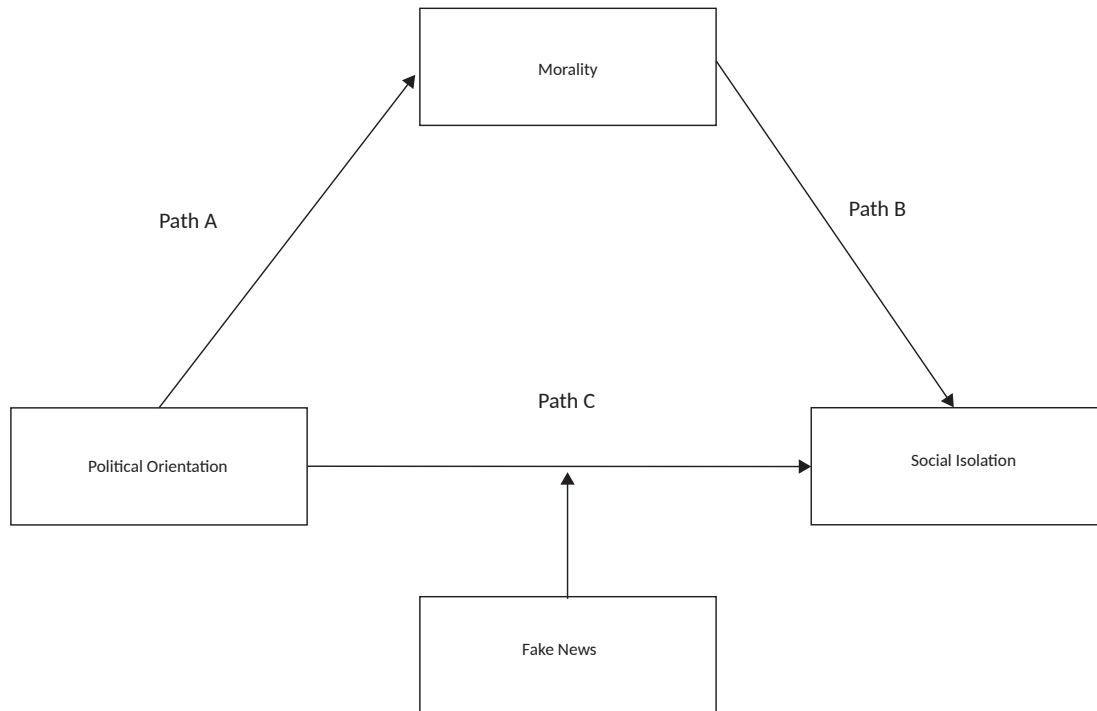 Morality
Path A
Path B
Path C
Political Orientation
Social Isolation
Fake News